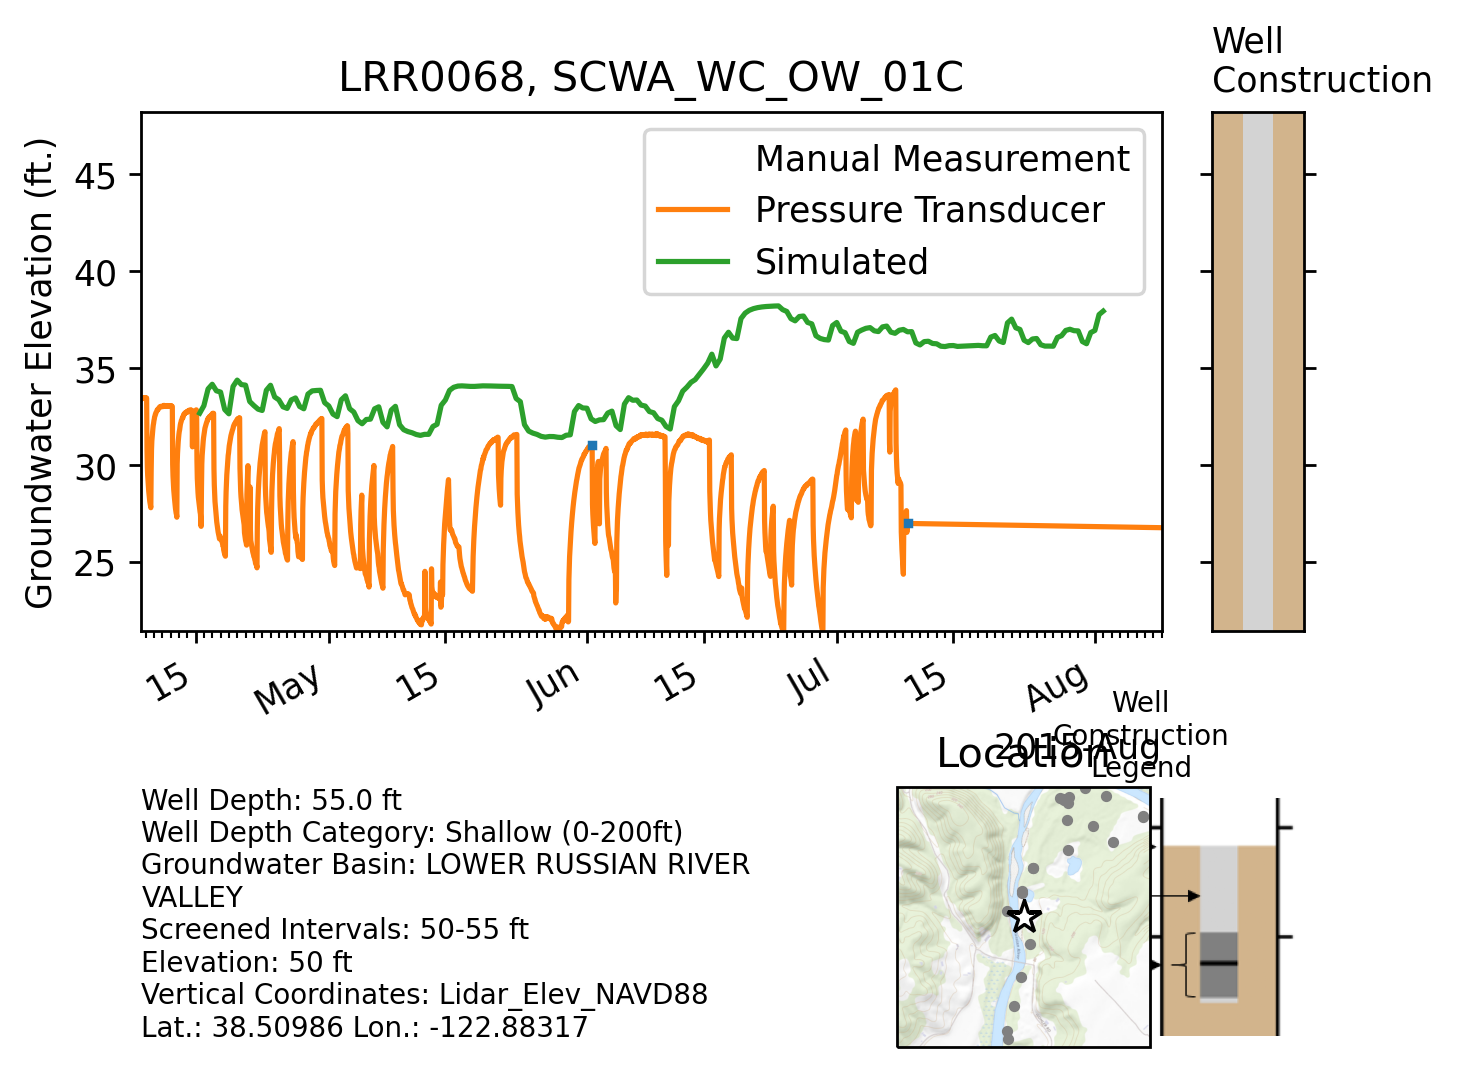 Well
Construction
LRR0068, SCWA_WC_OW_01C
Groundwater Elevation (ft.)
45
40
35
30
25
Manual Measurement
Pressure Transducer
Simulated
15
May
15
Jun
15
Jul
15
Aug
2015-Aug
Location
Well
Construction
Legend
Well Depth: 55.0 ft
Well Depth Category: Shallow (0-200ft)
Groundwater Basin: LOWER RUSSIAN RIVER
VALLEY
Screened Intervals: 50-55 ft
Elevation: 50 ft
Vertical Coordinates: Lidar_Elev_NAVD88
Lat.: 38.50986 Lon.: -122.88317